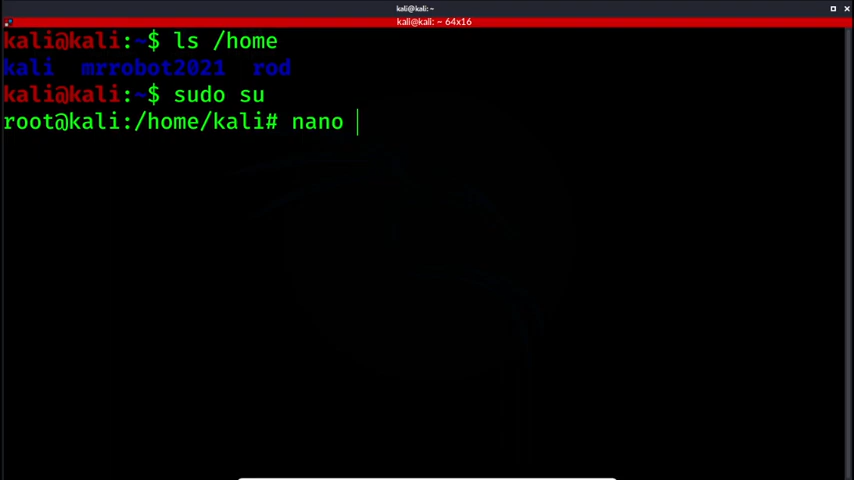 kali@kali:~
kali@kali: ~ 64x16
kali@kali:~$ ls /home
kali  mrrobot2021  rod
kali@kali:~$ sudo su
root@kali:/home/kali# nano